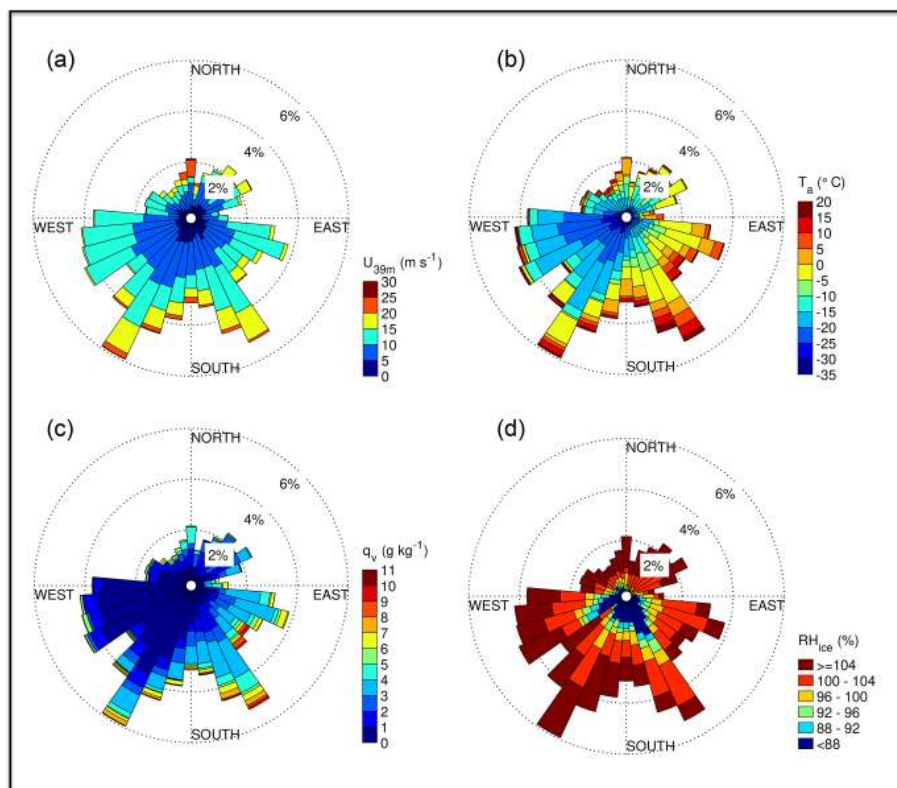 (a)
NORTH
6%
4%
2%
WEST
EAST
SOUTH
U39m (m s-1)
30
25
20
15
10
5
0
(b)
NORTH
6%
4%
2%
WEST
EAST
SOUTH
Ta (° C)
20
15
10
5
0
-5
-10
-15
-20
-25
-30
-35
(c)
NORTH
6%
4%
2%
WEST
EAST
SOUTH
qv (g kg-1)
11
10
9
8
7
6
5
4
3
2
1
0
(d)
NORTH
6%
4%
2%
WEST
EAST
SOUTH
RHice (%)
>=104
100 - 104
96 - 100
92 - 96
88 - 92
<88